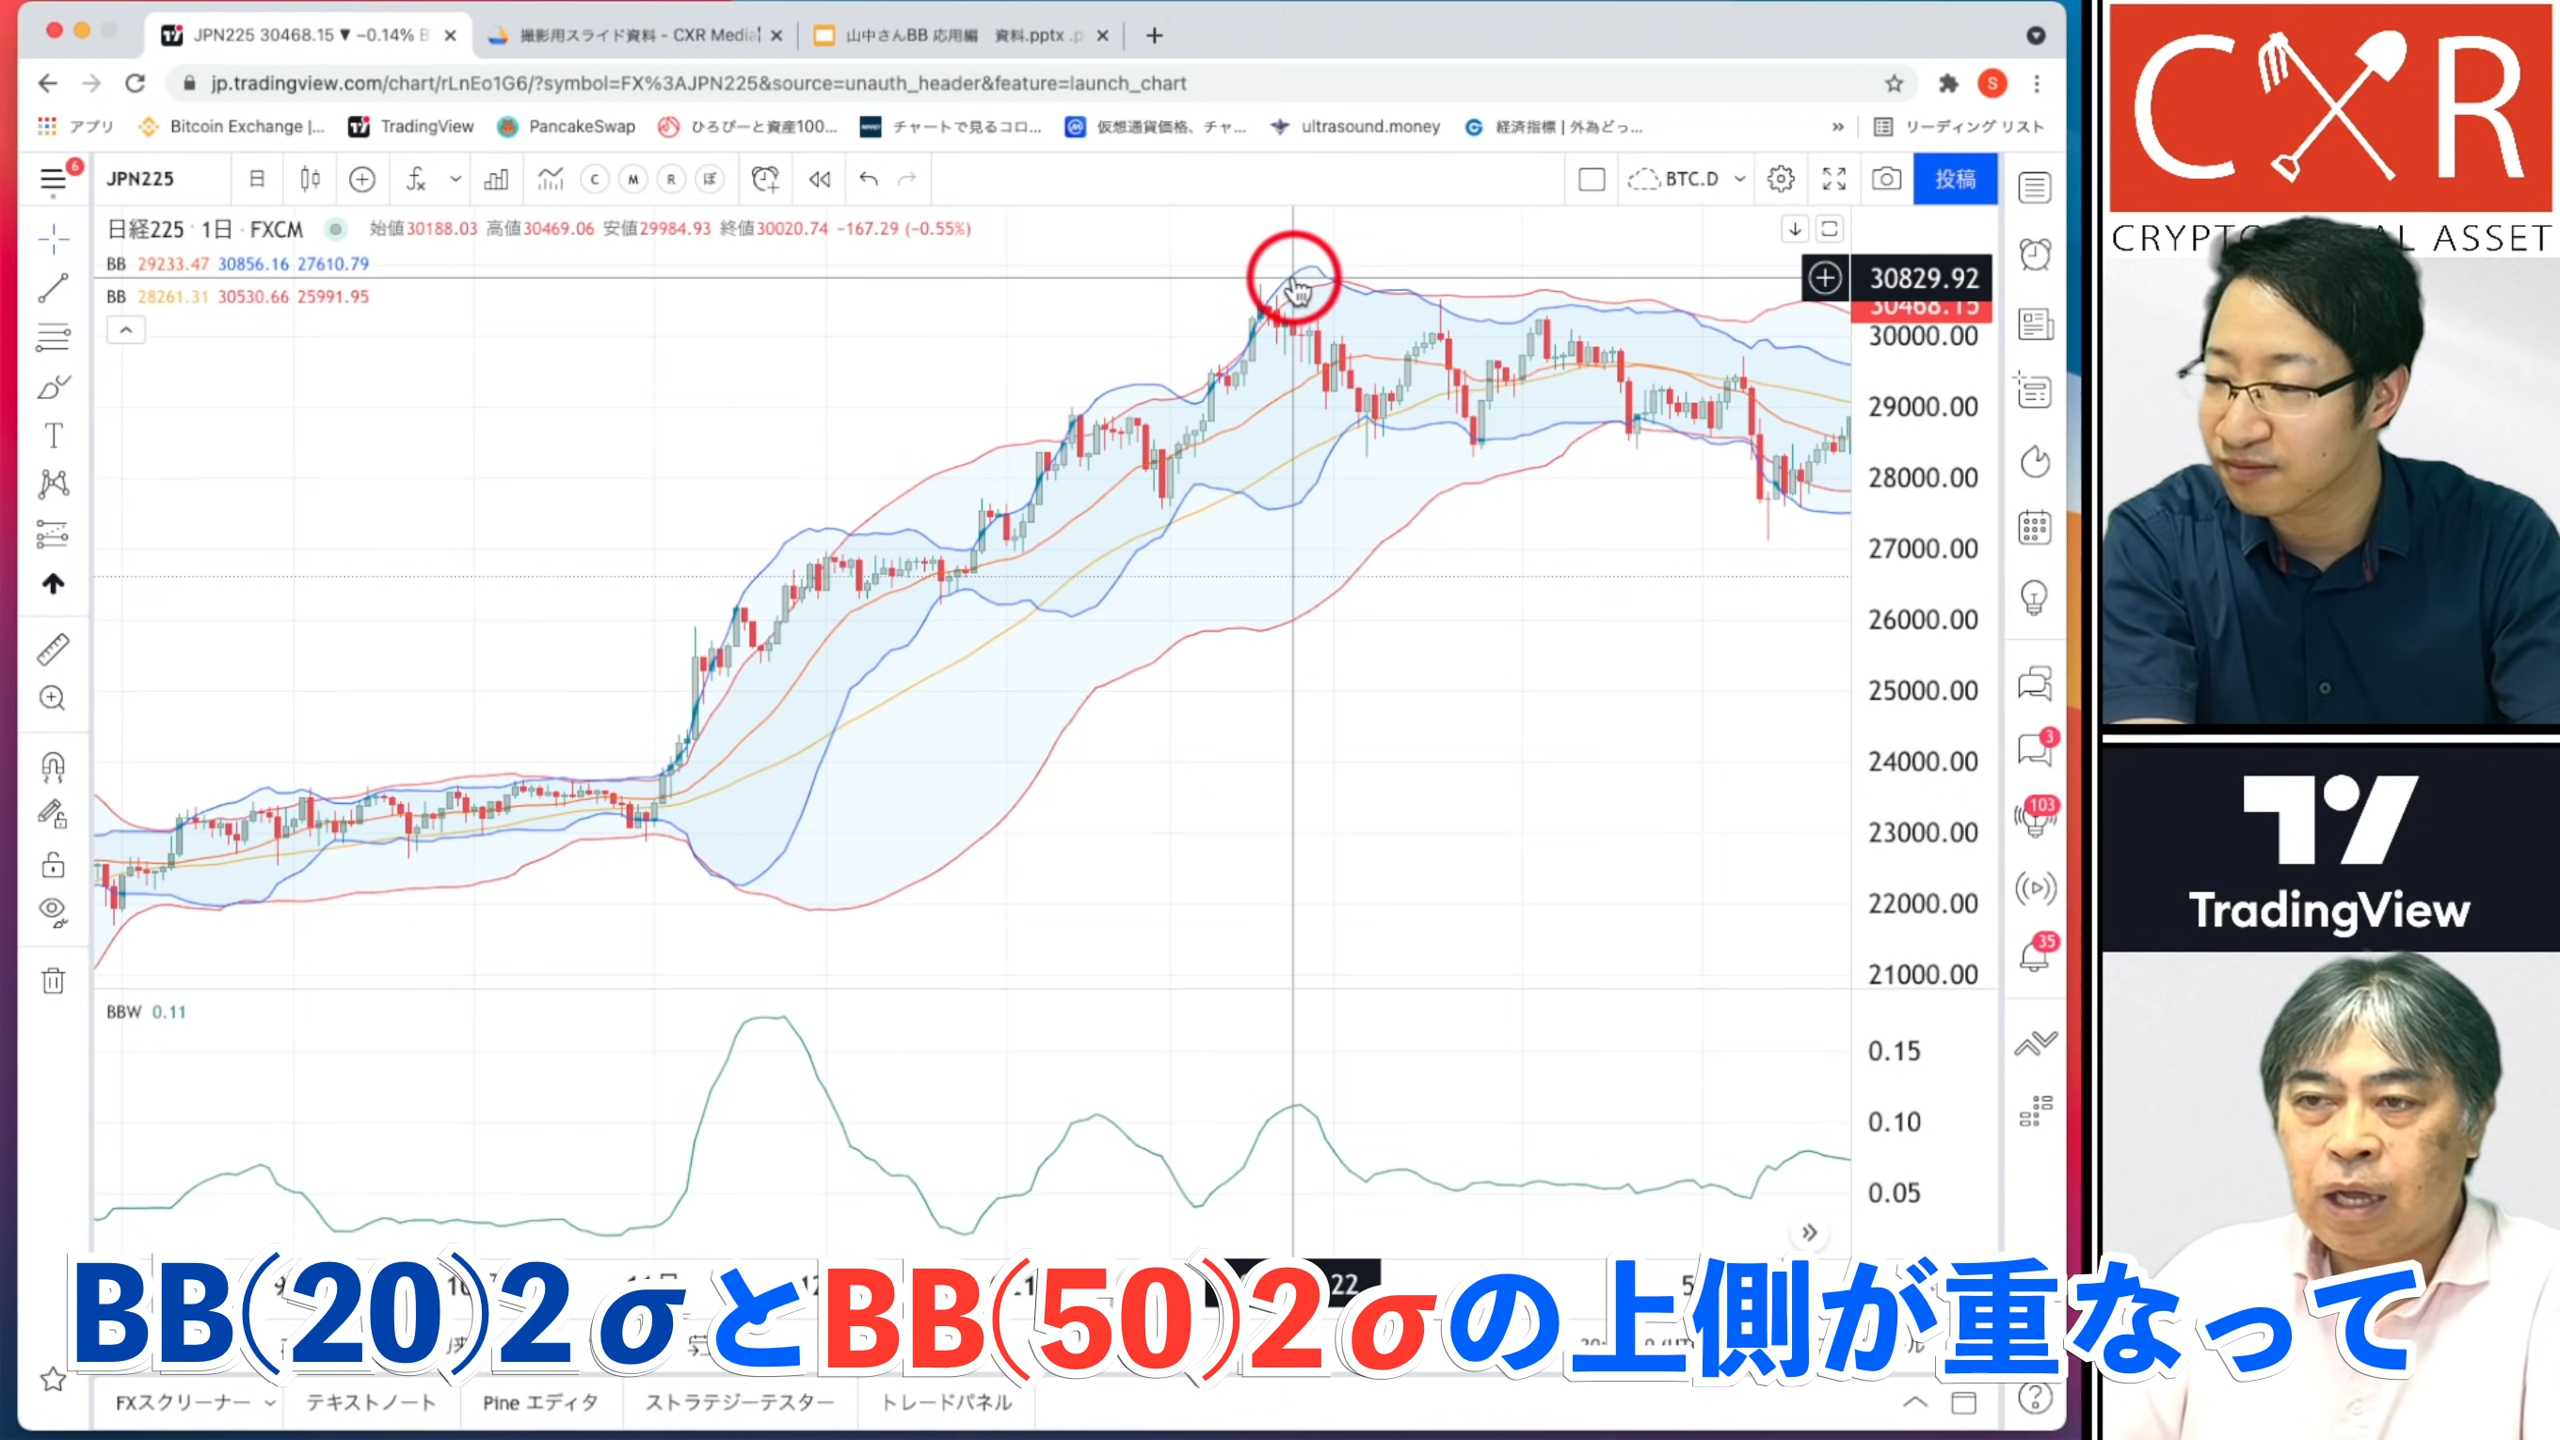 JPN225 30468.15 ▼ −0.14% B
撮影用スライド資料 - CXR Media
山中さんBB 応用編 資料.pptx .p
jp.tradingview.com/chart/rLnEo1G6/?symbol=FX%3AJPN225&source=unauth_header&feature=launch_chart
S
アプリ
Bitcoin Exchange |...
TradingView
PancakeSwap
ひろぴーと資産100...
チャートで見るコロ...
仮想通貨価格、チャ...
ultrasound.money
経済指標 | 外為どっ...
»
リーディング リスト
6
JPN225
日
C
M
R
ぼ
BTC.D
投稿
日経225 · 1日 · FXCM
始値30188.03 高値30469.06 安値29984.93 終値30020.74 −167.29 (−0.55%)
BB 29233.47 30856.16 27610.79
BB 28261.31 30530.66 25991.95
30829.92
30468.15
30000.00
29000.00
28000.00
27000.00
26000.00
25000.00
24000.00
23000.00
22000.00
21000.00
BBW 0.11
0.15
0.10
0.05
3
103
35
22
BB(20)2σとBB(50)2σの上側が重なって
FXスクリーナー
テキストノート
Pine エディタ
ストラテジーテスター
トレードパネル
CXR
TradingView